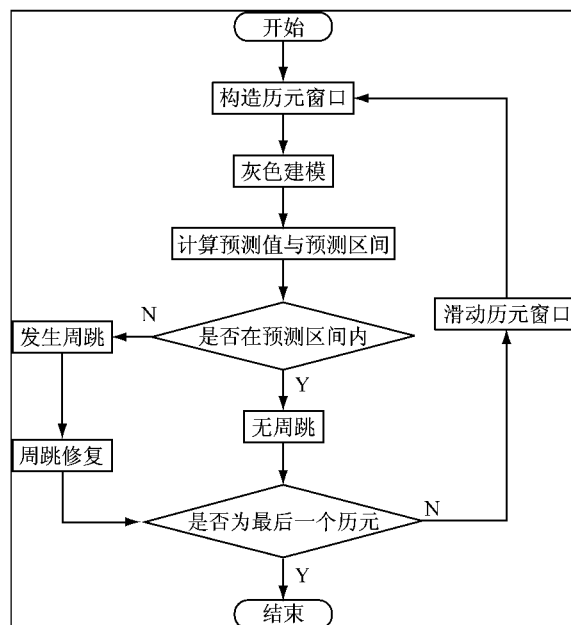 开始
构造历元窗口
灰色建模
计算预测值与预测区间
N
是否在预测区间内
发生周跳
滑动历元窗口
Y
无周跳
周跳修复
是否为最后一个历元
N
Y
结束